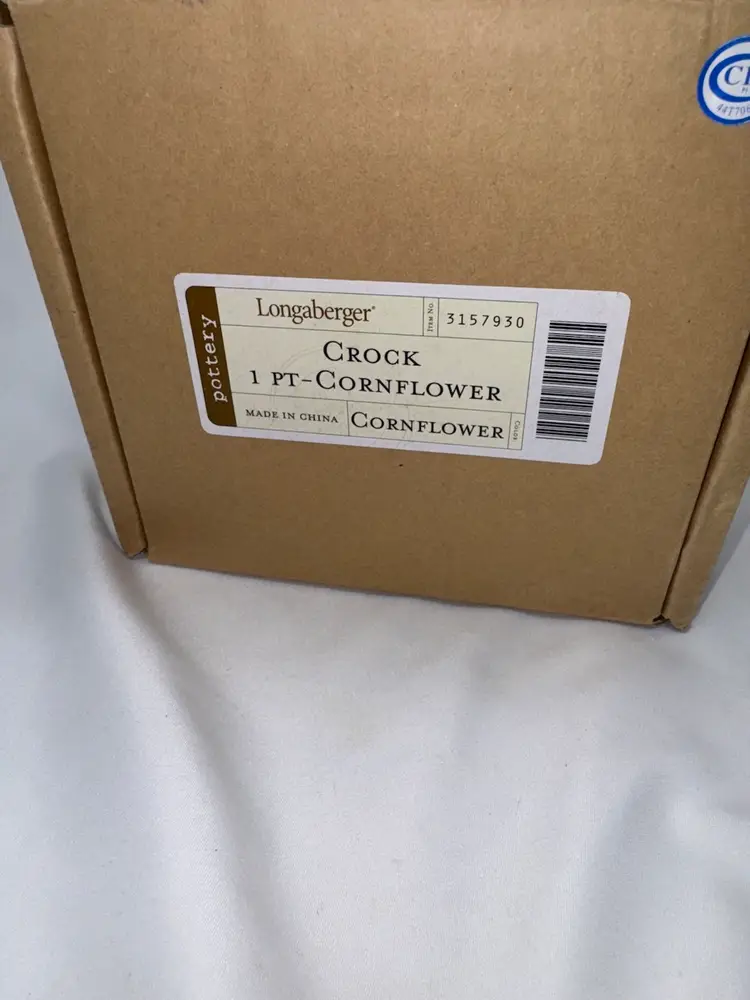 pottery
Longaberger®
ITEM NO. 3157930
CROCK
1 PT-CORNFLOWER
MADE IN CHINA
CORNFLOWER
COLOR